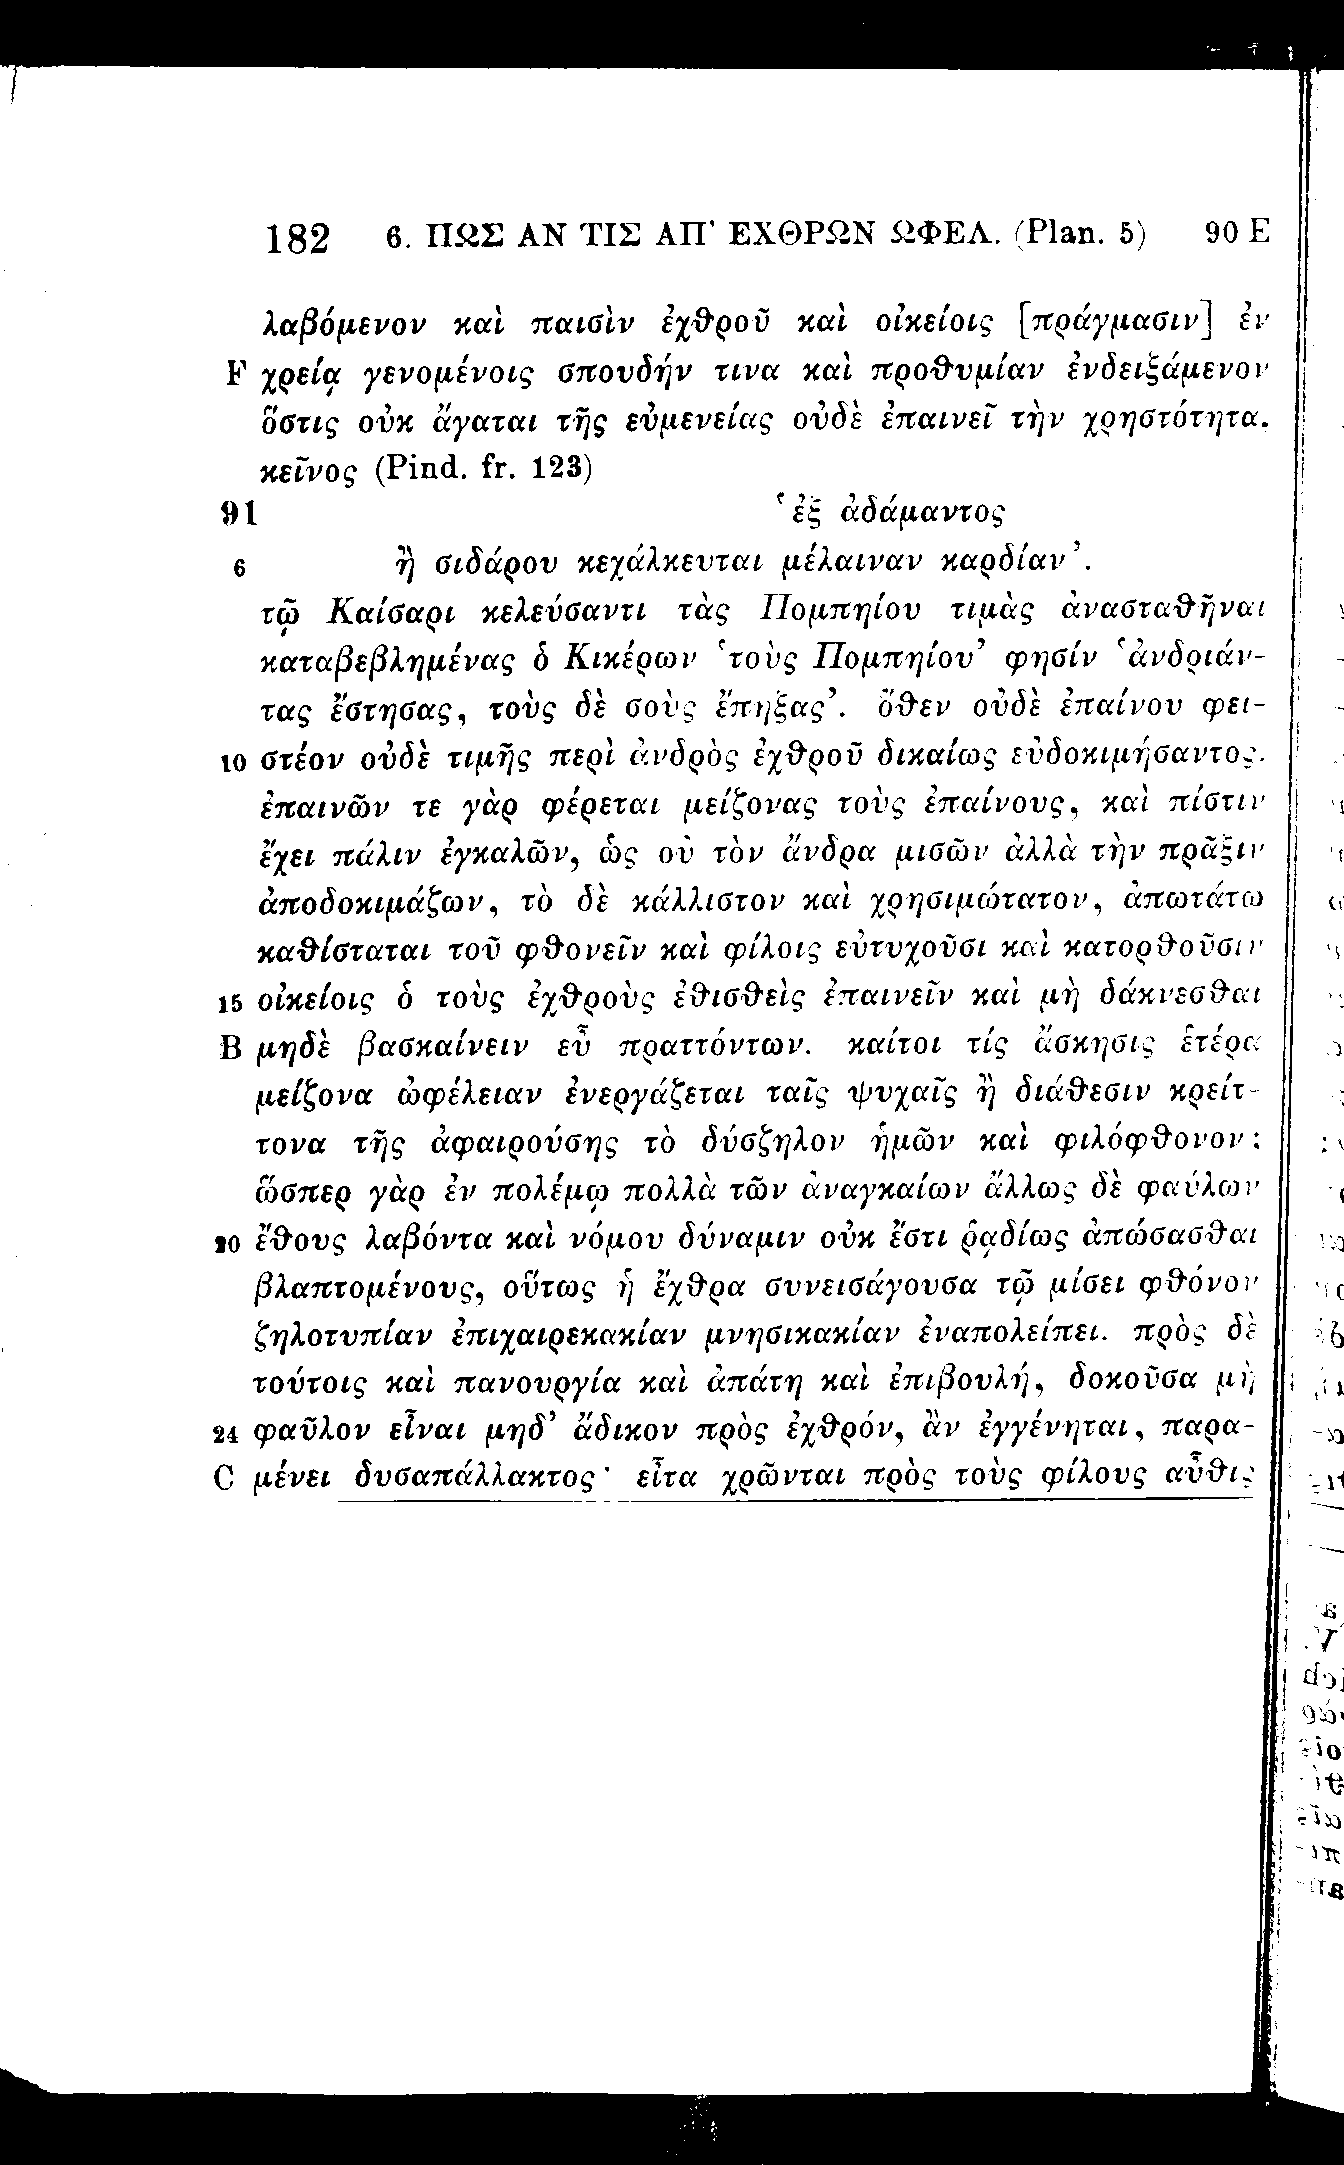 182 6. ΠΩΣ ΑΝ ΤΙΣ ΑΠ' ΕΧΘΡΩΝ ΩΦΕΛ. (Plan. 5) 90 E
λαβόμενον καὶ παισὶν ἐχθροῦ καὶ οἰκείοις [πράγμασιν] ἐν
F χρείᾳ γενομένοις σπουδήν τινα καὶ προθυμίαν ἐνδειξάμενον
ὅστις οὐκ ἄγαται τῆς εὐμενείας οὐδὲ ἐπαινεῖ τὴν χρηστότητα.
κεῖνος (Pind. fr. 123)
91 ‘ἐξ ἀδάμαντος
6 ἢ σιδάρου κεχάλκευται μέλαιναν καρδίαν’.
τῷ Καίσαρι κελεύσαντι τὰς Πομπηίου τιμὰς ἀνασταθῆναι
καταβεβλημένας ὁ Κικέρων ‘τοὺς Πομπηίου’ φησίν ‘ἀνδριάν-
τας ἔστησας, τοὺς δὲ σοὺς ἔπηξας’. ὅθεν οὐδὲ ἐπαίνου φει-
10 στέον οὐδὲ τιμῆς περὶ ἀνδρὸς ἐχθροῦ δικαίως εὐδοκιμήσαντος.
ἐπαινῶν τε γὰρ φέρεται μείζονας τοὺς ἐπαίνους, καὶ πίστιν
ἔχει πάλιν ἐγκαλῶν, ὡς οὐ τὸν ἄνδρα μισῶν ἀλλὰ τὴν πρᾶξιν
ἀποδοκιμάζων, τὸ δὲ κάλλιστον καὶ χρησιμώτατον, ἀπωτάτω
καθίσταται τοῦ φθονεῖν καὶ φίλοις εὐτυχοῦσι καὶ κατορθοῦσιν
15 οἰκείοις ὁ τοὺς ἐχθροὺς ἐθισθεὶς ἐπαινεῖν καὶ μὴ δάκνεσθαι
B μηδὲ βασκαίνειν εὖ πραττόντων. καίτοι τίς ἄσκησις ἑτέρα
μείζονα ὠφέλειαν ἐνεργάζεται ταῖς ψυχαῖς ἢ διάθεσιν κρείτ-
τονα τῆς ἀφαιρούσης τὸ δύσζηλον ἡμῶν καὶ φιλόφθονον;
ὥσπερ γὰρ ἐν πολέμῳ πολλὰ τῶν ἀναγκαίων ἄλλως δὲ φαύλων
20 ἔθους λαβόντα καὶ νόμου δύναμιν οὐκ ἔστι ῥᾳδίως ἀπώσασθαι
βλαπτομένους, οὕτως ἡ ἔχθρα συνεισάγουσα τῷ μίσει φθόνον
ζηλοτυπίαν ἐπιχαιρεκακίαν μνησικακίαν ἐναπολείπει. πρὸς δὲ
τούτοις καὶ πανουργία καὶ ἀπάτη καὶ ἐπιβουλή, δοκοῦσα μὴ
24 φαῦλον εἶναι μηδ’ ἄδικον πρὸς ἐχθρόν, ἂν ἐγγένηται, παρα-
C μένει δυσαπάλλακτος· εἶτα χρῶνται πρὸς τοὺς φίλους αὖθις